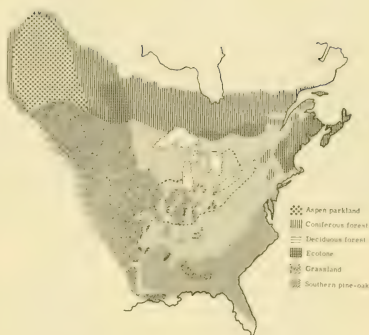 Aspen parkland
Coniferous forest
Deciduous forest
Ecotone
Grassland
Southern pine-oak